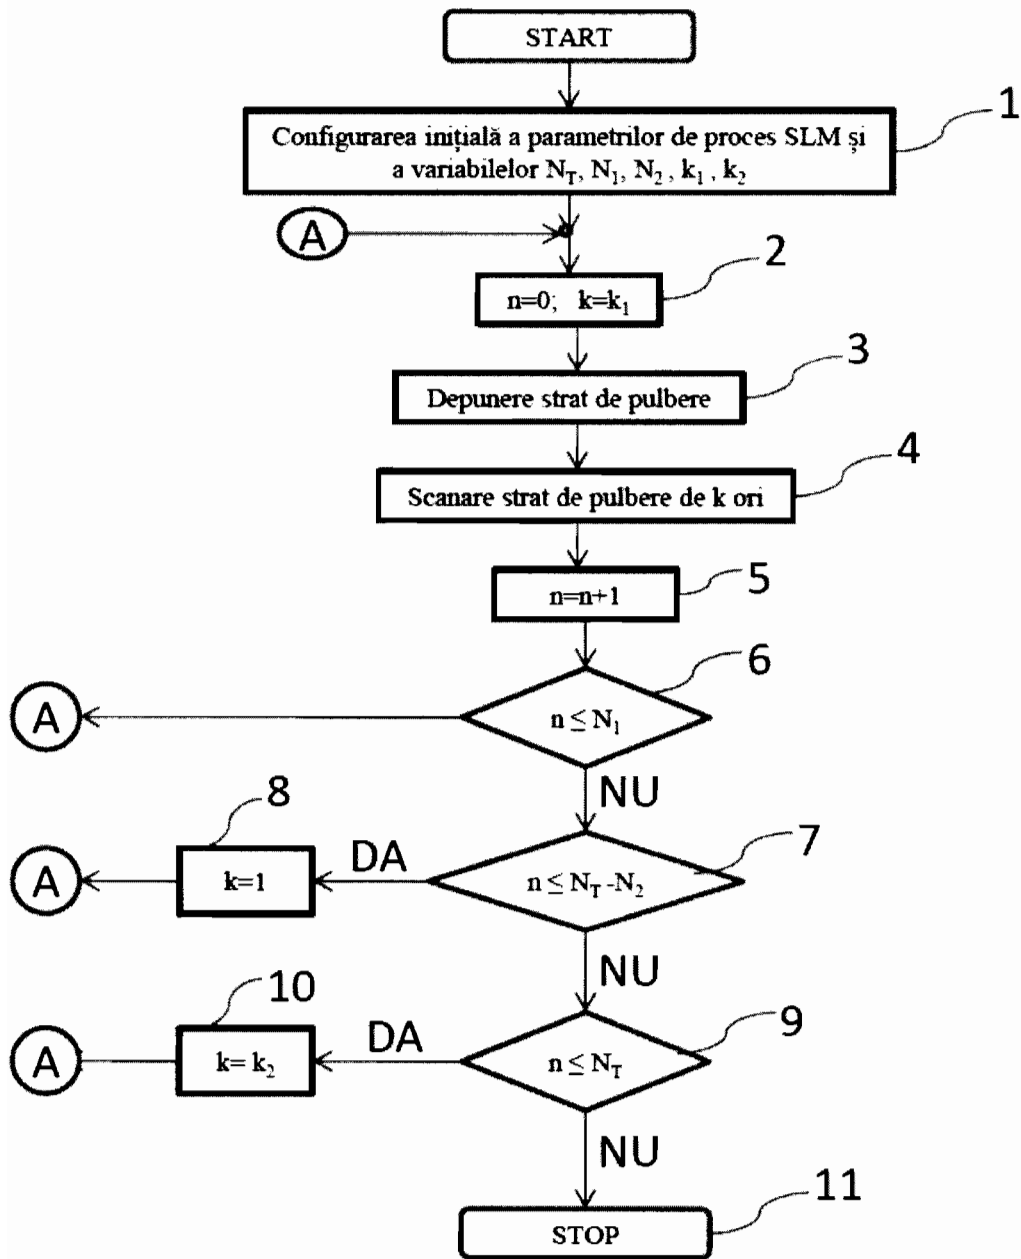 START
1
Configurarea inițială a parametrilor de proces SLM și
a variabilelor N_T, N_1, N_2 , k_1 , k_2
A
2
n=0; k=k_1
3
Depunere strat de pulbere
4
Scanare strat de pulbere de k ori
5
n=n+1
6
A
n ≤ N_1
NU
8
7
A
k=1
DA
n ≤ N_T -N_2
NU
10
9
A
k= k_2
DA
n ≤ N_T
NU
11
STOP